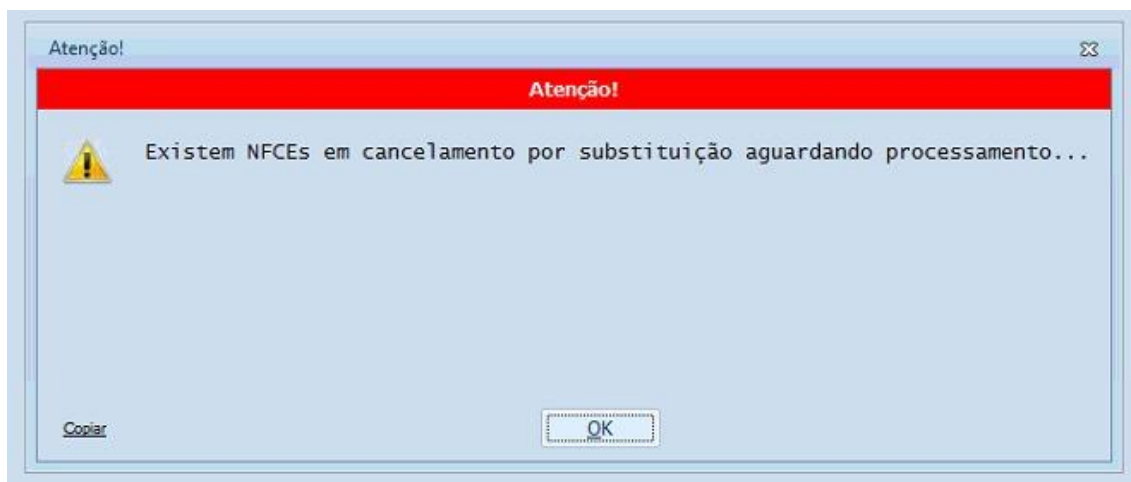 Atenção!
Atenção!
Existem NFCEs em cancelamento por substituição aguardando processamento...
Copiar
OK